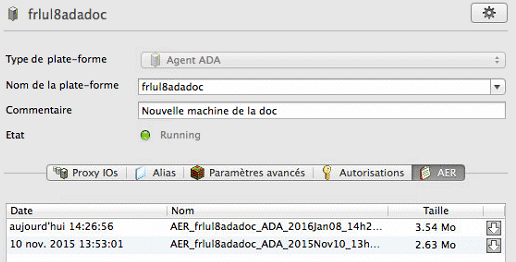 frlul8adadoc
Type de plate-forme Agent ADA
Nom de la plate-forme frlul8adadoc
Commentaire Nouvelle machine de la doc
Etat Running
Proxy IOs Alias Paramètres avancés Autorisations AER
Date Nom Taille
aujourd'hui 14:26:56 AER_frlul8adadoc_ADA_2016Jan08_14h2... 3.54 Mo
10 nov. 2015 13:53:01 AER_frlul8adadoc_ADA_2015Nov10_13h... 2.63 Mo